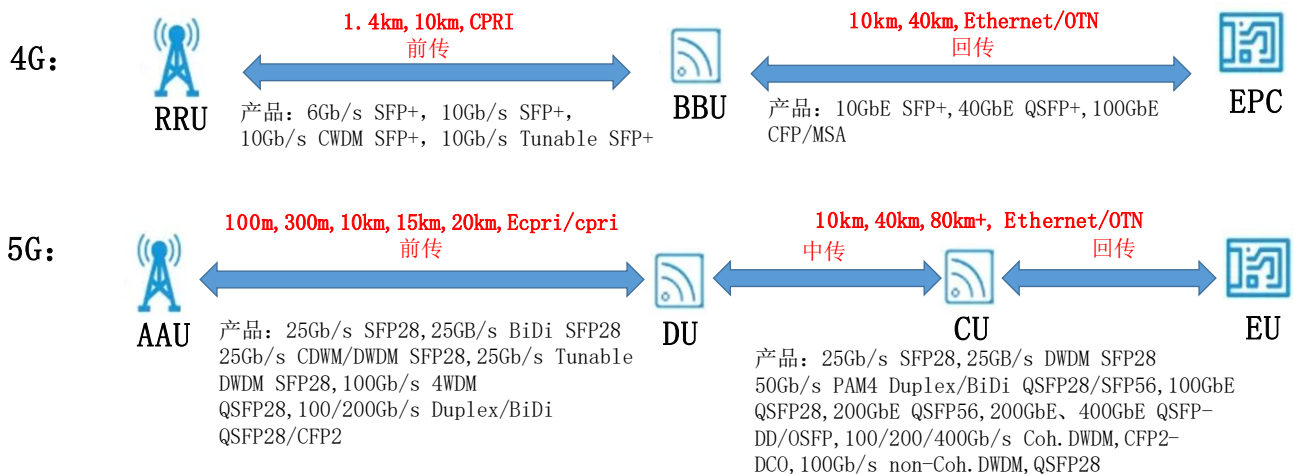 4G：
1.4km,10km,CPRI
前传
10km,40km,Ethernet/OTN
回传
RRU
BBU
EPC
产品：6Gb/s SFP+，10Gb/s SFP+，
10Gb/s CWDM SFP+，10Gb/s Tunable SFP+
产品：10GbE SFP+,40GbE QSFP+,100GbE
CFP/MSA
5G：
100m,300m,10km,15km,20km,Ecpri/cpri
前传
10km,40km,80km+, Ethernet/OTN
中传
回传
AAU
DU
CU
EU
产品：25Gb/s SFP28,25GB/s BiDi SFP28
25Gb/s CDWM/DWDM SFP28,25Gb/s Tunable
DWDM SFP28,100Gb/s 4WDM
QSFP28,100/200Gb/s Duplex/BiDi
QSFP28/CFP2
产品：25Gb/s SFP28,25GB/s DWDM SFP28
50Gb/s PAM4 Duplex/BiDi QSFP28/SFP56,100GbE
QSFP28,200GbE QSFP56,200GbE、400GbE QSFP-
DD/OSFP,100/200/400Gb/s Coh.DWDM,CFP2-
DCO,100Gb/s non-Coh.DWDM,QSFP28